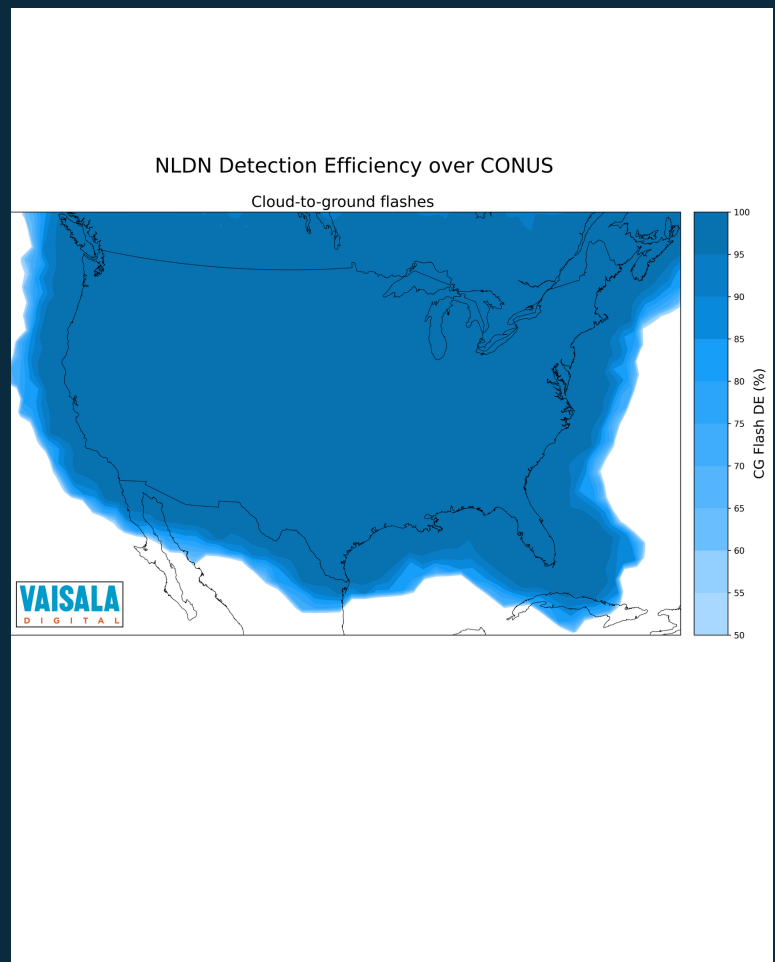 NLDN Detection Efficiency over CONUS
Cloud-to-ground flashes
100
95
90
85
80
75
70
65
60
55
50
CG Flash DE (%)
VAISALA
DIGITAL